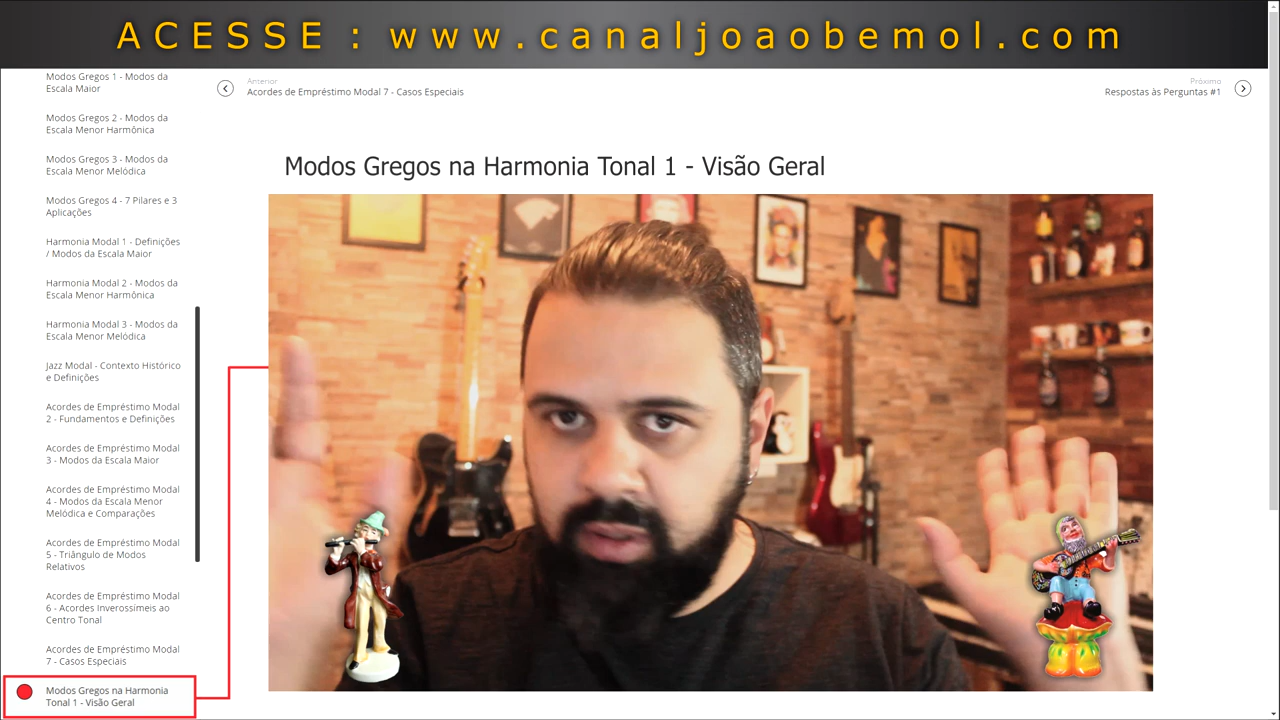 ACESSE : www.canaljoaobemol.com
Modos Gregos 1 - Modos da
Escala Maior
Modos Gregos 2 - Modos da
Escala Menor Harmônica
Modos Gregos 3 - Modos da
Escala Menor Melódica
Modos Gregos 4 - 7 Pilares e 3
Aplicações
Harmonia Modal 1 - Definições
/ Modos da Escala Maior
Harmonia Modal 2 - Modos da
Escala Menor Harmônica
Harmonia Modal 3 - Modos da
Escala Menor Melódica
Jazz Modal - Contexto Histórico
e Definições
Acordes de Empréstimo Modal
2 - Fundamentos e Definições
Acordes de Empréstimo Modal
3 - Modos da Escala Maior
Acordes de Empréstimo Modal
4 - Modos da Escala Menor
Melódica e Comparações
Acordes de Empréstimo Modal
5 - Triângulo de Modos
Relativos
Acordes de Empréstimo Modal
6 - Acordes Inverossímeis ao
Centro Tonal
Acordes de Empréstimo Modal
7 - Casos Especiais
Modos Gregos na Harmonia
Tonal 1 - Visão Geral
Anterior
Acordes de Empréstimo Modal 7 - Casos Especiais
Próximo
Respostas às Perguntas #1
Modos Gregos na Harmonia Tonal 1 - Visão Geral